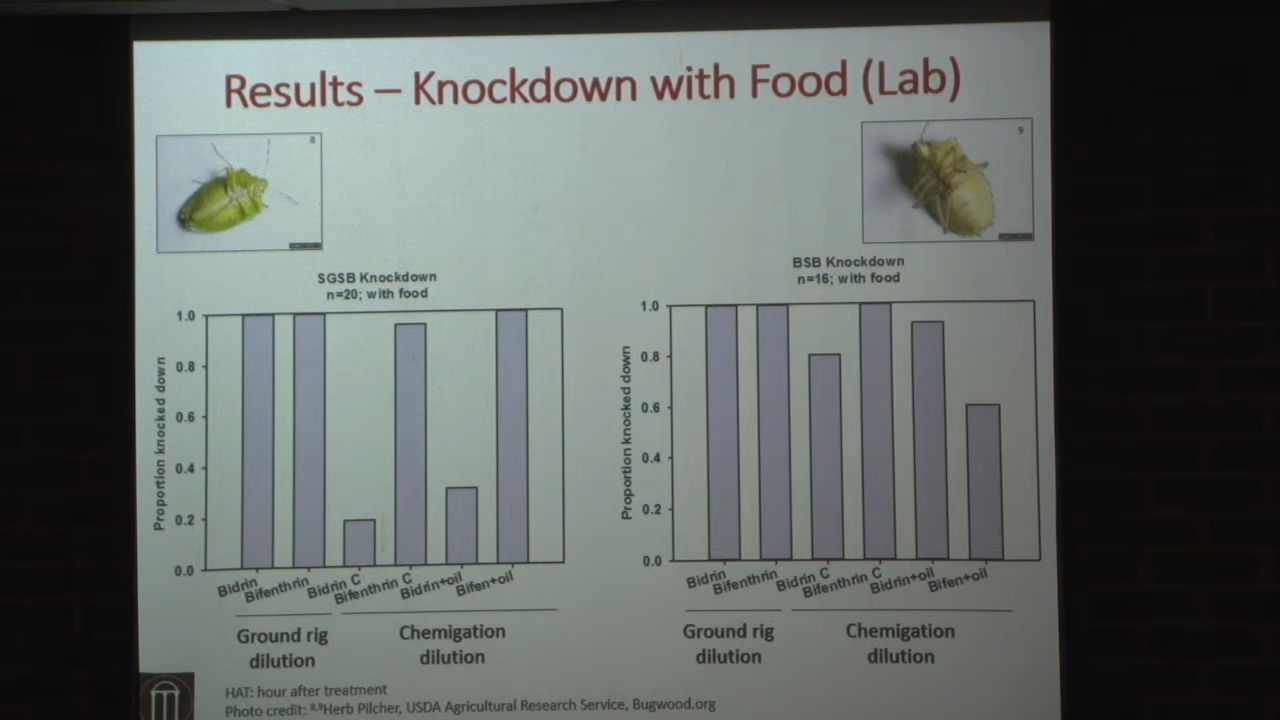 Results – Knockdown with Food (Lab)
8
9
SGSB Knockdown
n=20; with food
Proportion knocked down
1.0
0.8
0.6
0.4
0.2
0.0
Bidrin
Bifenthrin
Bidrin C
Bifenthrin C
Bidrin+oil
Bifen+oil
Ground rig
dilution
Chemigation
dilution
BSB Knockdown
n=16; with food
Proportion knocked down
1.0
0.8
0.6
0.4
0.2
0.0
Bidrin
Bifenthrin
Bidrin C
Bifenthrin C
Bidrin+oil
Bifen+oil
Ground rig
dilution
Chemigation
dilution
HAT: hour after treatment
Photo credit: ⁸,⁹Herb Pilcher, USDA Agricultural Research Service, Bugwood.org